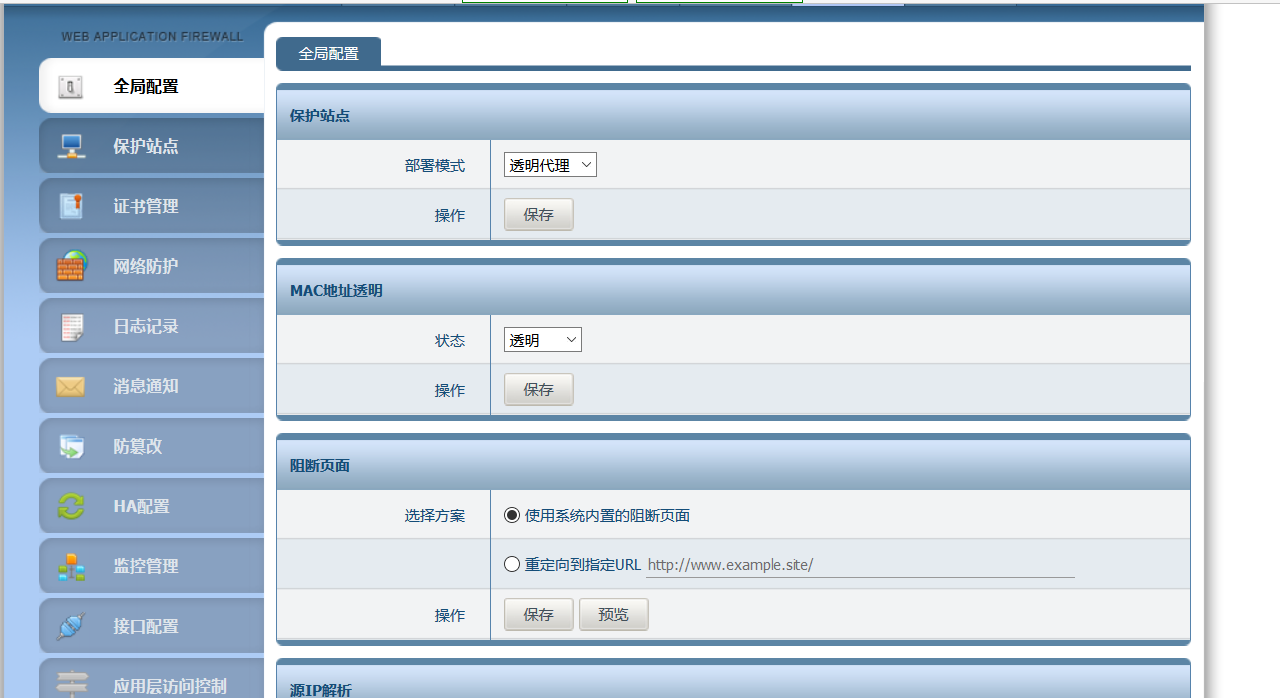 WEB APPLICATION FIREWALL
全局配置
保护站点
证书管理
网络防护
日志记录
消息通知
防篡改
HA配置
监控管理
接口配置
应用层访问控制
全局配置
保护站点
部署模式 透明代理
操作 保存
MAC地址透明
状态 透明
操作 保存
阻断页面
选择方案 使用系统内置的阻断页面
重定向到指定URL http://www.example.site/
操作 保存 预览
源IP解析